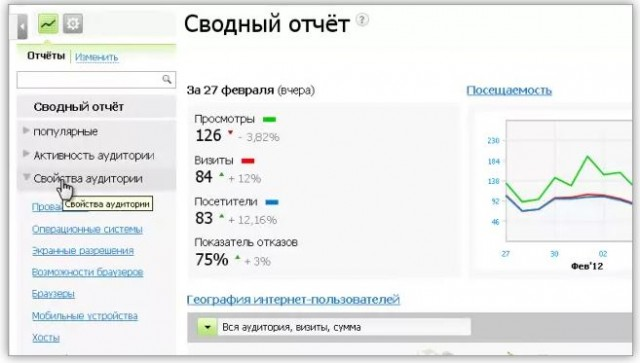 Сводный отчёт ?
Отчёты Изменить
Сводный отчёт
популярные
Активность аудитории
Свойства аудитории
Свойства аудитории
Операционные системы
Экранные разрешения
Возможности браузеров
Браузеры
Мобильные устройства
Хосты
За 27 февраля (вчера)
Просмотры
126 - 3,82%
Визиты
84 + 12%
Посетители
83 + 12,16%
Показатель отказов
75% + 3%
Посещаемость
230
184
138
92
46
0
27 30 02
Фев'12
География интернет-пользователей
Вся аудитория, визиты, сумма